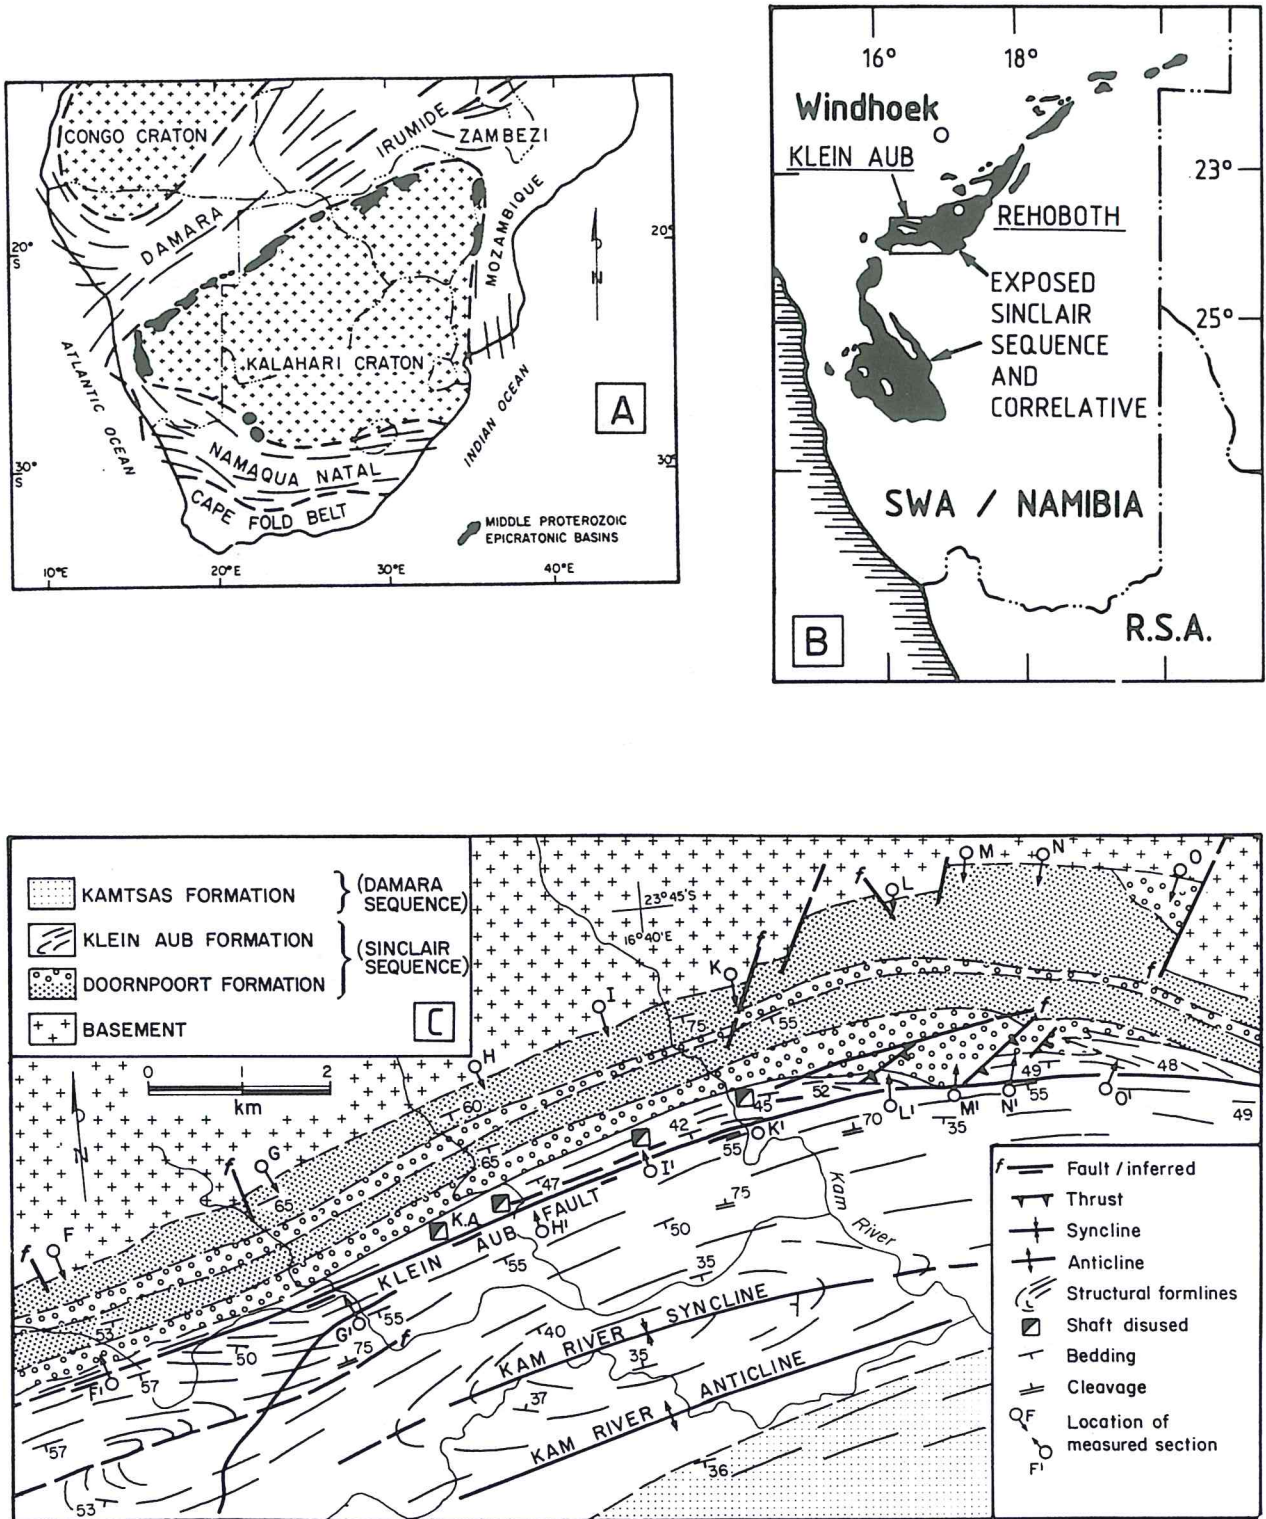 CONGO CRATON
IRUMIDE
ZAMBEZI
DAMARA
MOZAMBIQUE
20°
S
20°
S
N
KALAHARI CRATON
ATLANTIC OCEAN
INDIAN OCEAN
A
NAMAQUA NATAL
CAPE FOLD BELT
30°
S
30°
S
MIDDLE PROTEROZOIC
EPICRATONIC BASINS
10°E
20°E
30°E
40°E
16°
18°
Windhoek
KLEIN AUB
23°
REHOBOTH
EXPOSED
SINCLAIR
SEQUENCE
AND
CORRELATIVE
25°
SWA / NAMIBIA
R.S.A.
B
KAMTSAS FORMATION
(DAMARA
SEQUENCE)
KLEIN AUB FORMATION
DOORNPOORT FORMATION
(SINCLAIR
SEQUENCE)
BASEMENT
C
0 1 2
km
N
23°45'S
16°40'E
f
L
M
N
O
f
K
f
I
H
75
55
f
60
G
f
65
65
F
f
52
49
48
45
42
55
70
35
55
49
L'
M'
N'
O'
K'
I'
47
K.A
H'
KLEIN AUB FAULT
55
75
50
35
Kam River
53
G'
55
75
f
50
F'
57
57
53
40
35
37
36
KAM RIVER SYNCLINE
KAM RIVER ANTICLINE
f Fault / inferred
Thrust
Syncline
Anticline
Structural formlines
Shaft disused
Bedding
Cleavage
F Location of
measured section
F'